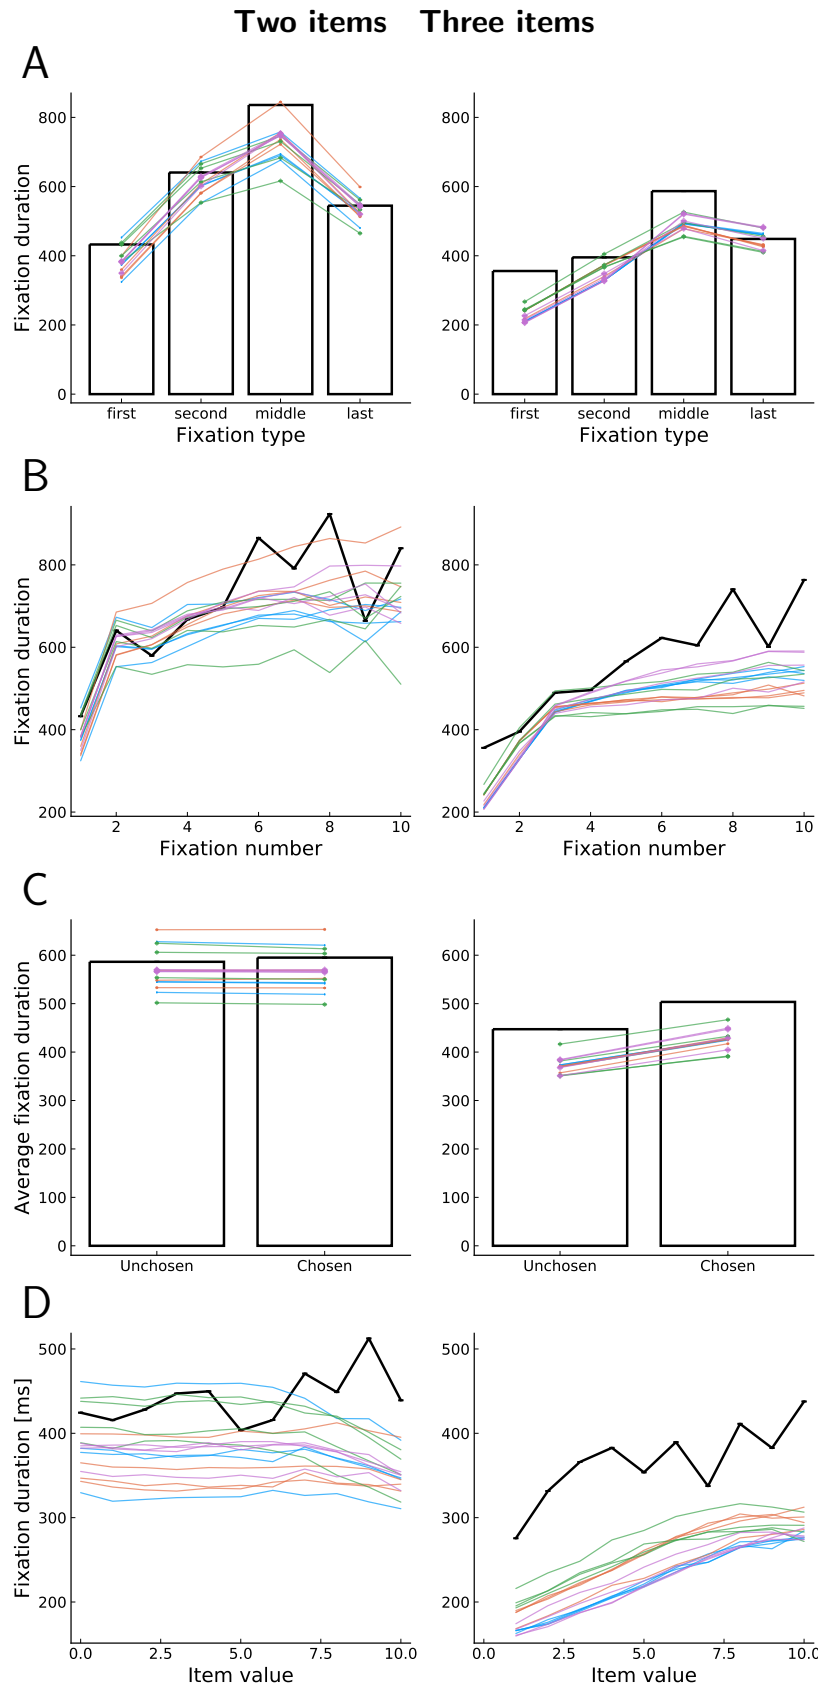 Two items Three items
A
Fixation duration
800
600
400
200
0
first second middle last
Fixation type
800
600
400
200
0
first second middle last
Fixation type
B
Fixation duration
800
600
400
200
2 4 6 8 10
Fixation number
800
600
400
200
2 4 6 8 10
Fixation number
C
Average fixation duration
600
500
400
300
200
100
0
Unchosen Chosen
600
500
400
300
200
100
0
Unchosen Chosen
D
Fixation duration [ms]
500
400
300
200
0.0 2.5 5.0 7.5 10.0
Item value
500
400
300
200
0.0 2.5 5.0 7.5 10.0
Item value